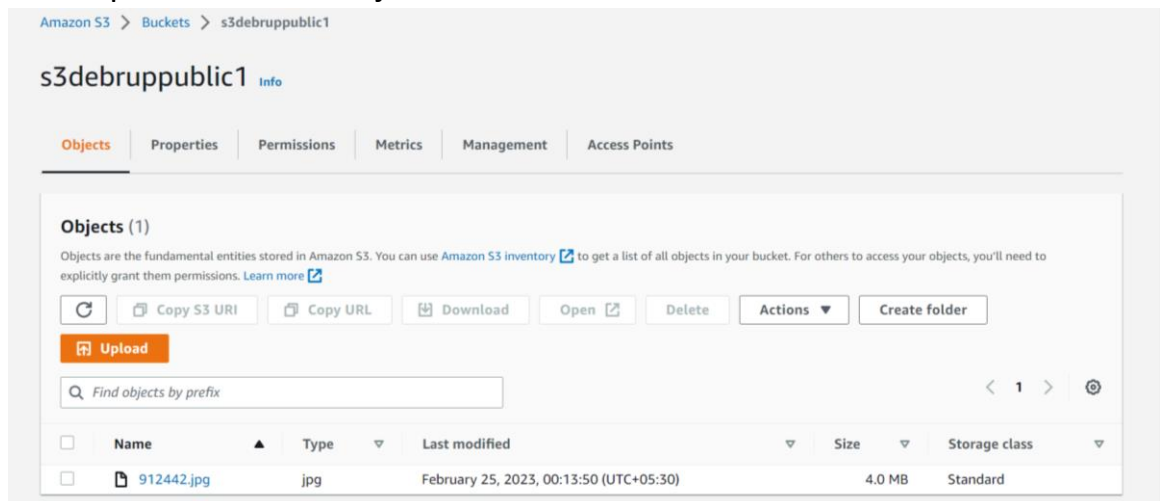 Amazon S3 > Buckets > s3debruppublic1
s3debruppublic1 Info
Objects Properties Permissions Metrics Management Access Points
Objects (1)
Objects are the fundamental entities stored in Amazon S3. You can use Amazon S3 inventory to get a list of all objects in your bucket. For others to access your objects, you'll need to
explicitly grant them permissions. Learn more
Copy S3 URI Copy URL Download Open Delete Actions ▼ Create folder
Upload
Find objects by prefix < 1 >
Name ▲ Type ▽ Last modified ▽ Size ▽ Storage class ▽
912442.jpg jpg February 25, 2023, 00:13:50 (UTC+05:30) 4.0 MB Standard